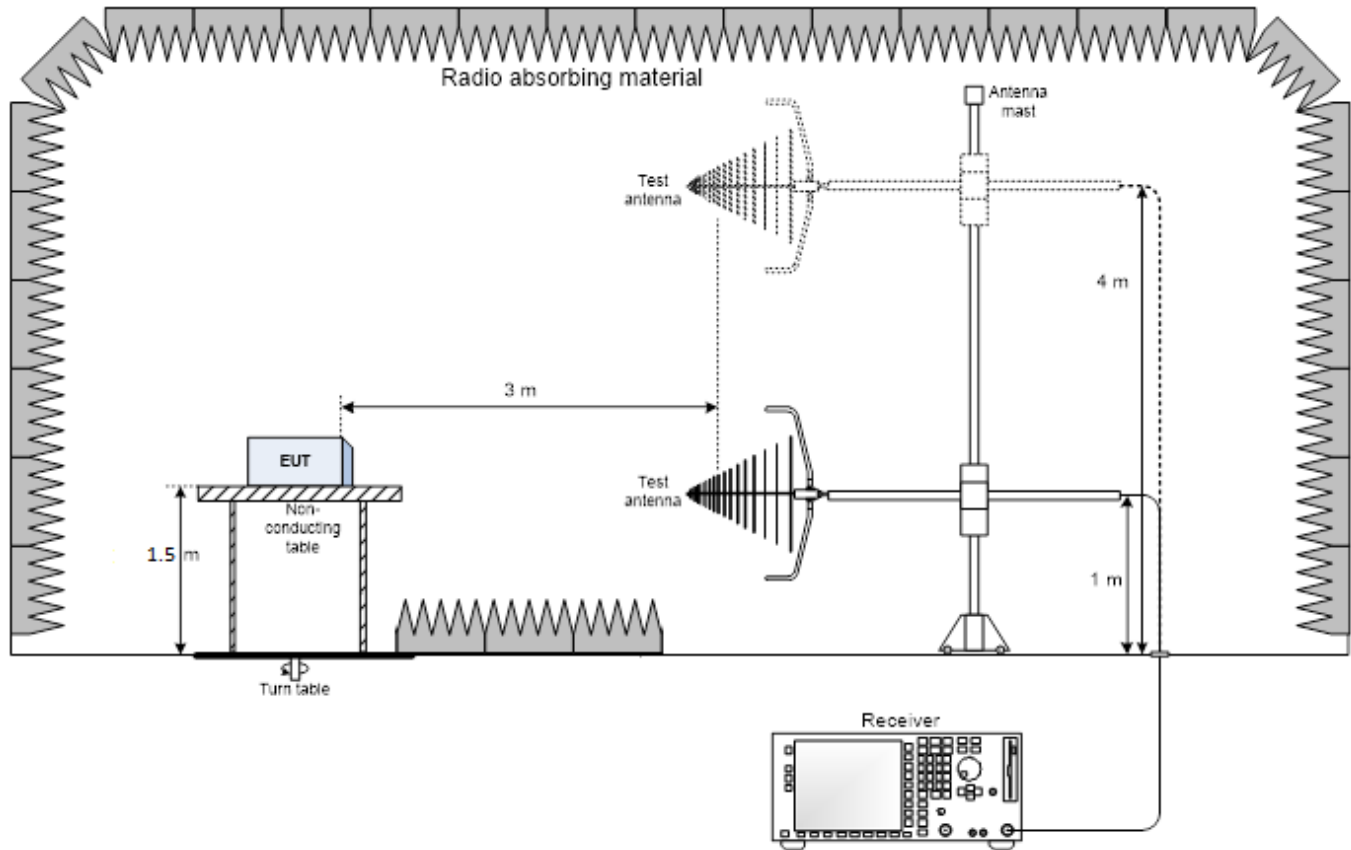 Radio absorbing material
Antenna
mast
Test
antenna
4 m
3 m
EUT
Test
antenna
Non-
conducting
table
1.5 m
1 m
Turn table
Receiver